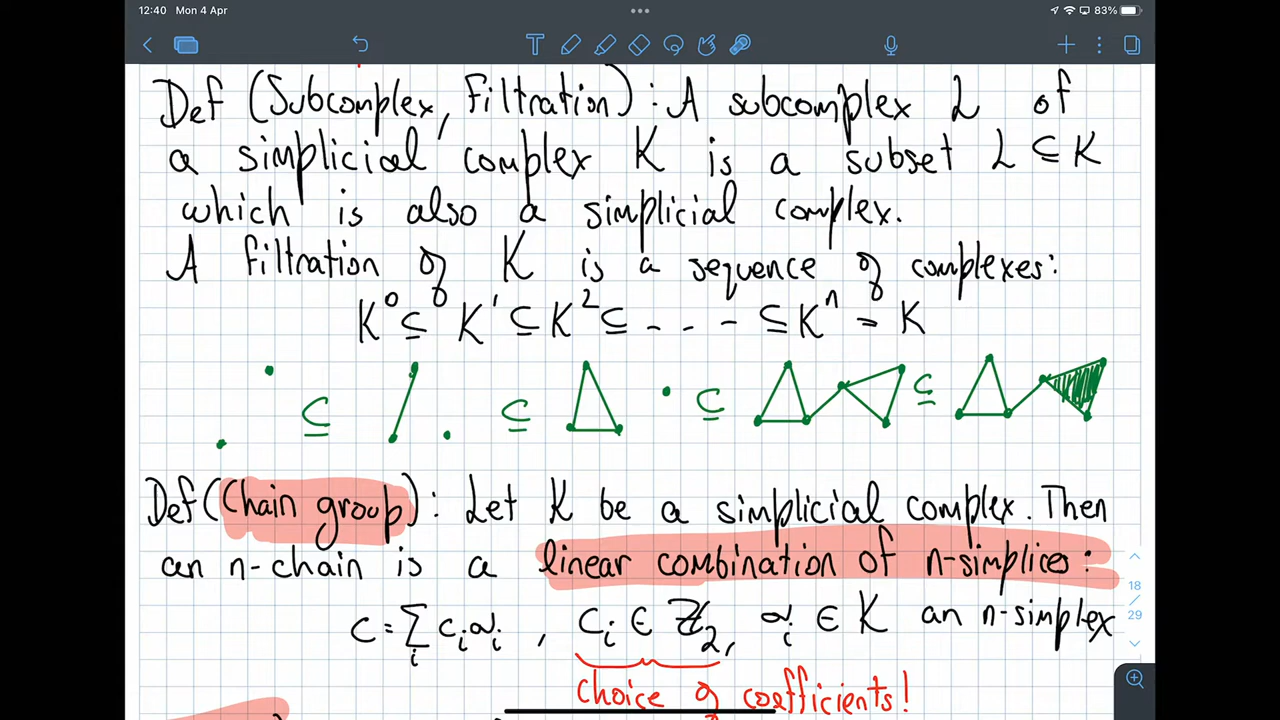 12:40 Mon 4 Apr 83%
Def (Subcomplex, Filtration): A subcomplex L of
a simplicial complex K is a subset L ⊆ K
which is also a simplicial complex.
A filtration of K is a sequence of complexes:
K⁰ ⊆ K¹ ⊆ K² ⊆ - - - ⊆ Kⁿ = K
⊆ ⊆ ⊆ ⊆
Def (Chain group): Let K be a simplicial complex. Then
an n-chain is a linear combination of n-simplices:
18
/
29
c = ∑ᵢ cᵢ αᵢ , cᵢ ∈ ℤ₂, αᵢ ∈ K an n-simplex
choice of coefficients!